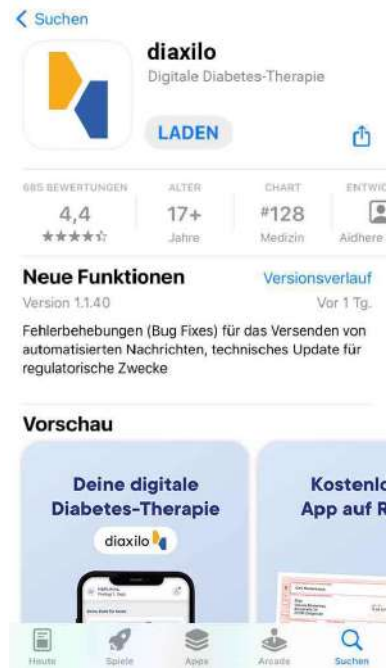 Suchen
diaxilo
Digitale Diabetes-Therapie
LADEN
685 BEWERTUNGEN
4,4
ALTER
17+
Jahre
CHART
#128
Medizin
ENTWIC
Aidhere
Neue Funktionen
Versionsverlauf
Version 1.1.40
Vor 1 Tg.
Fehlerbehebungen (Bug Fixes) für das Versenden von
automatisierten Nachrichten, technisches Update für
regulatorische Zwecke
Vorschau
Deine digitale
Diabetes-Therapie
diaxilo
Kostenlo
App auf R
Heute
Spiele
Apps
Arcade
Suchen